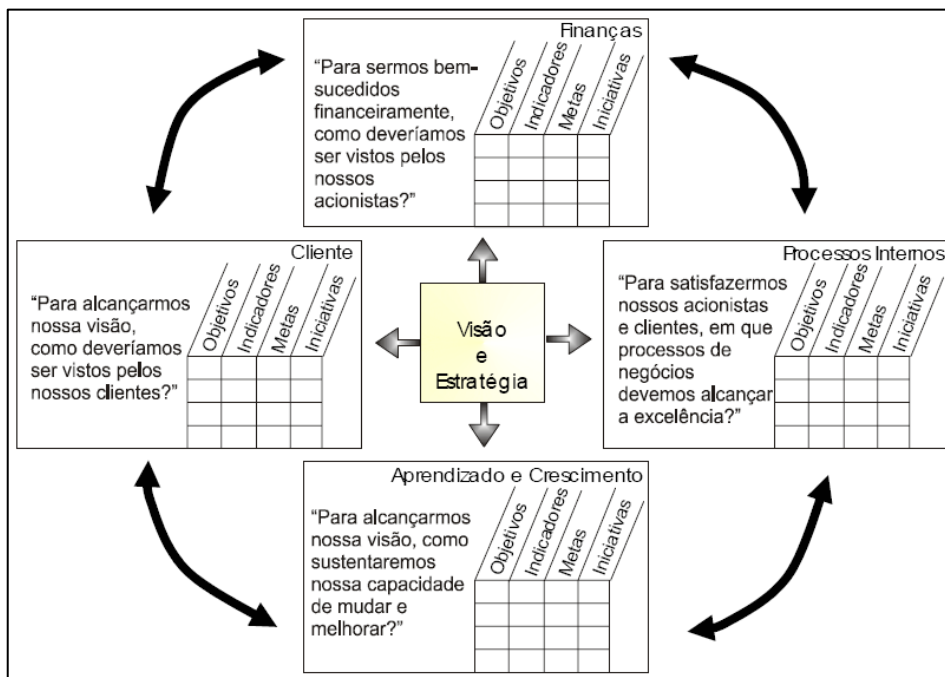 Finanças
“Para sermos bem-
sucedidos
financeiramente,
como deveríamos
ser vistos pelos
nossos
acionistas?”
Objetivos
Indicadores
Metas
Iniciativas
Cliente
“Para alcançarmos
nossa visão,
como deveríamos
ser vistos pelos
nossos clientes?”
Objetivos
Indicadores
Metas
Iniciativas
Visão
e
Estratégia
Processos Internos
“Para satisfazermos
nossos acionistas
e clientes, em que
processos de
negócios
devemos alcançar
a excelência?”
Objetivos
Indicadores
Metas
Iniciativas
Aprendizado e Crescimento
“Para alcançarmos
nossa visão, como
sustentaremos
nossa capacidade
de mudar e
melhorar?”
Objetivos
Indicadores
Metas
Iniciativas